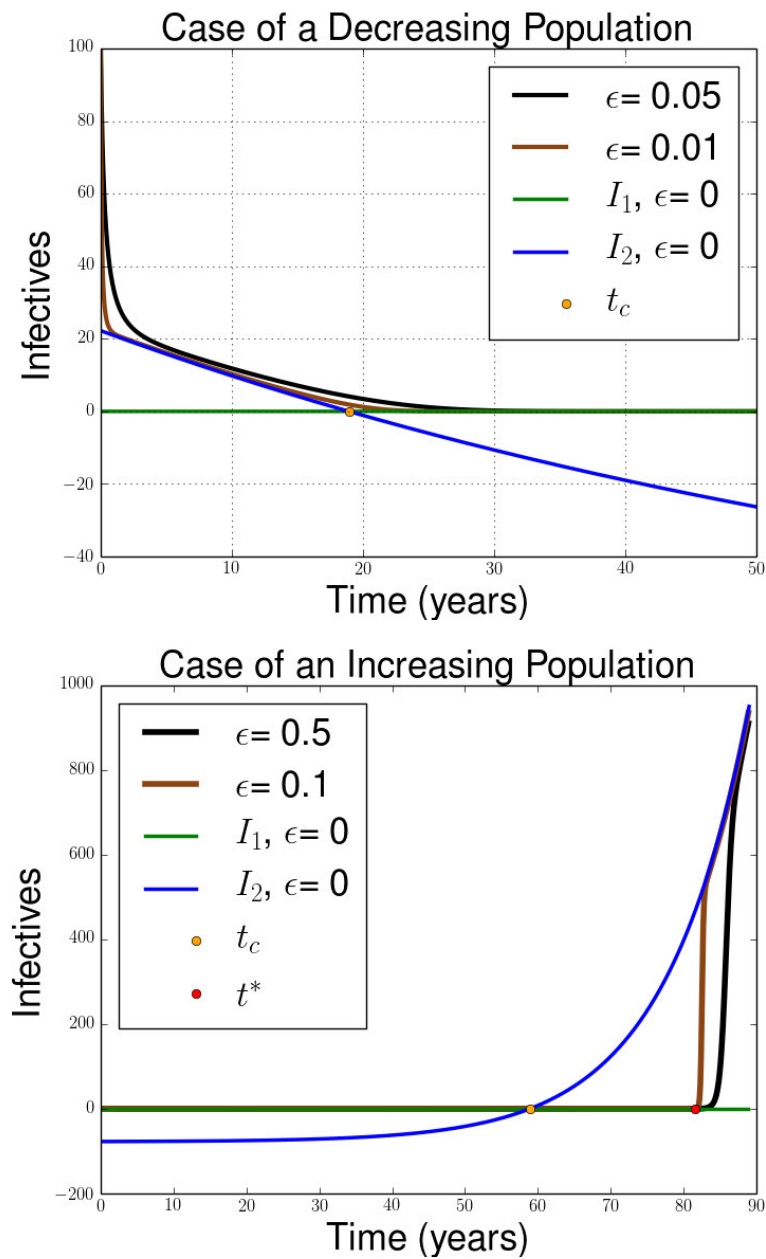 Case of a Decreasing Population
100
80
60
40
20
0
−20
−40
Infectives
ϵ= 0.05
ϵ= 0.01
I₁, ϵ= 0
I₂, ϵ= 0
t_c
0 10 20 30 40 50
Time (years)
Case of an Increasing Population
1000
800
600
400
200
0
−200
Infectives
ϵ= 0.5
ϵ= 0.1
I₁, ϵ= 0
I₂, ϵ= 0
t_c
t*
0 10 20 30 40 50 60 70 80 90
Time (years)